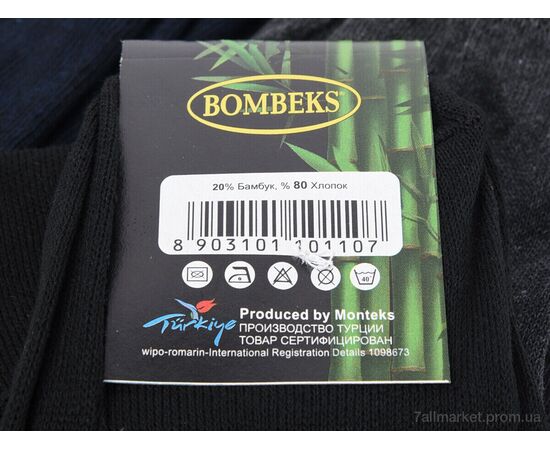 BOMBEKS
20% Бамбук, % 80 Хлопок
8 903101 101107
40
Türkiye
Produced by Monteks
ПРОИЗВОДСТВО ТУРЦИИ
ТОВАР СЕРТИФИЦИРОВАН
wipo-romarin-International Registration Details 1098673
7allmarket.prom.ua